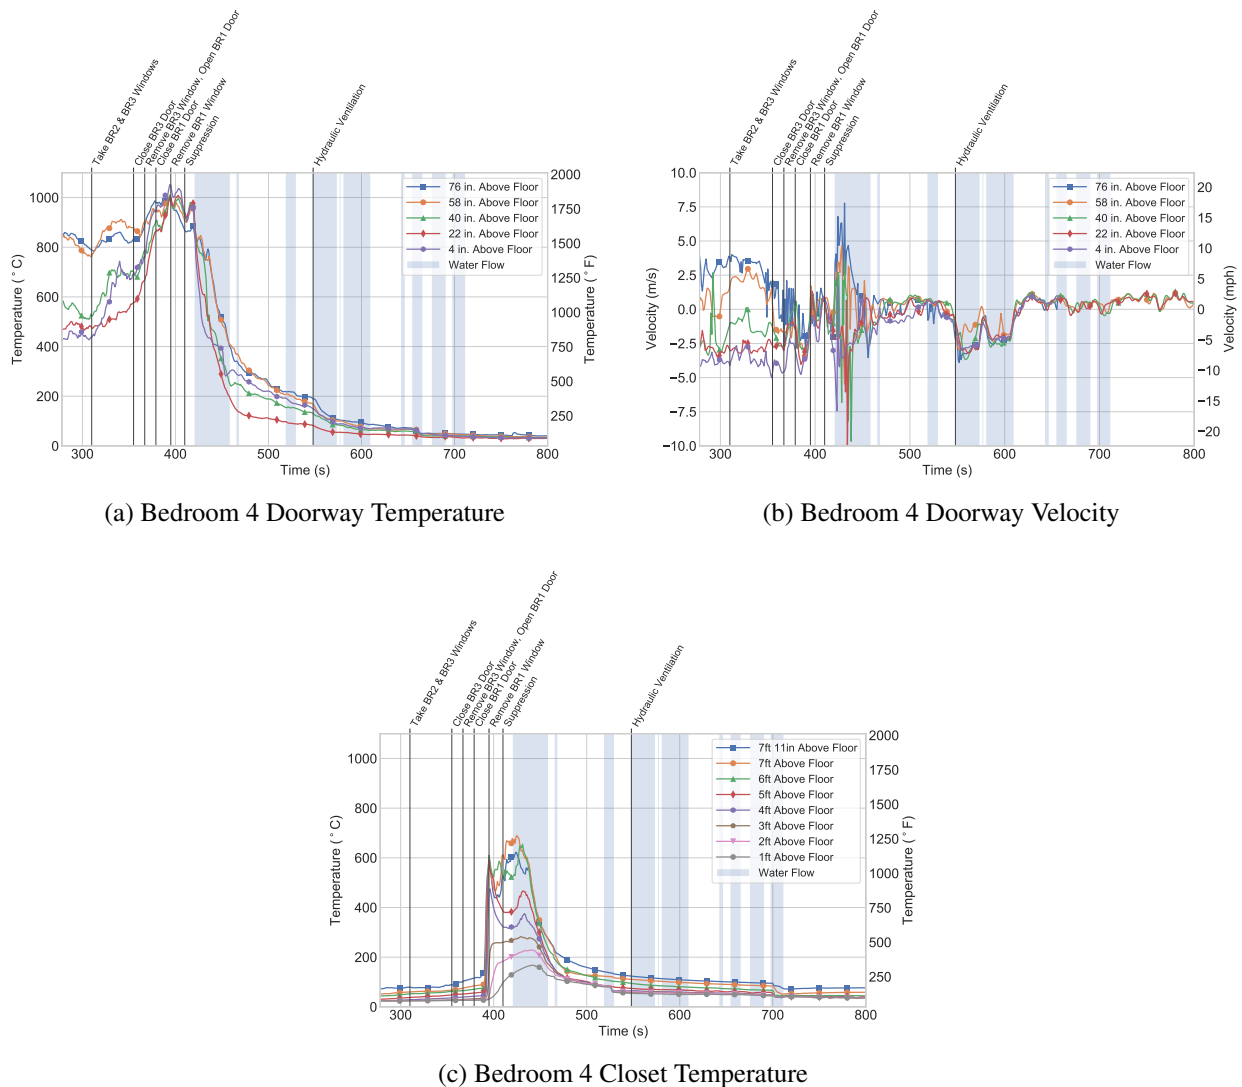 Take BR2 & BR3 Windows
Close BR3 Door
Remove BR3 Window, Open BR1 Door
Close BR1 Door
Remove BR1 Window
Suppression
Hydraulic Ventilation
Temperature (°C)
1000
800
600
400
200
0
76 in. Above Floor
58 in. Above Floor
40 in. Above Floor
22 in. Above Floor
4 in. Above Floor
Water Flow
2000
1750
1500
1250
1000
750
500
250
Temperature (°F)
300 400 500 600 700 800
Time (s)
(a) Bedroom 4 Doorway Temperature
Take BR2 & BR3 Windows
Close BR3 Door
Remove BR3 Window, Open BR1 Door
Close BR1 Door
Remove BR1 Window
Suppression
Hydraulic Ventilation
Velocity (m/s)
10.0
7.5
5.0
2.5
0.0
−2.5
−5.0
−7.5
−10.0
76 in. Above Floor
58 in. Above Floor
40 in. Above Floor
22 in. Above Floor
4 in. Above Floor
Water Flow
20
15
10
5
0
−5
−10
−15
−20
Velocity (mph)
300 400 500 600 700 800
Time (s)
(b) Bedroom 4 Doorway Velocity
Take BR2 & BR3 Windows
Close BR3 Door
Remove BR3 Window, Open BR1 Door
Close BR1 Door
Remove BR1 Window
Suppression
Hydraulic Ventilation
Temperature (°C)
1000
800
600
400
200
0
7ft 11in Above Floor
7ft Above Floor
6ft Above Floor
5ft Above Floor
4ft Above Floor
3ft Above Floor
2ft Above Floor
1ft Above Floor
Water Flow
2000
1750
1500
1250
1000
750
500
250
Temperature (°F)
300 400 500 600 700 800
Time (s)
(c) Bedroom 4 Closet Temperature